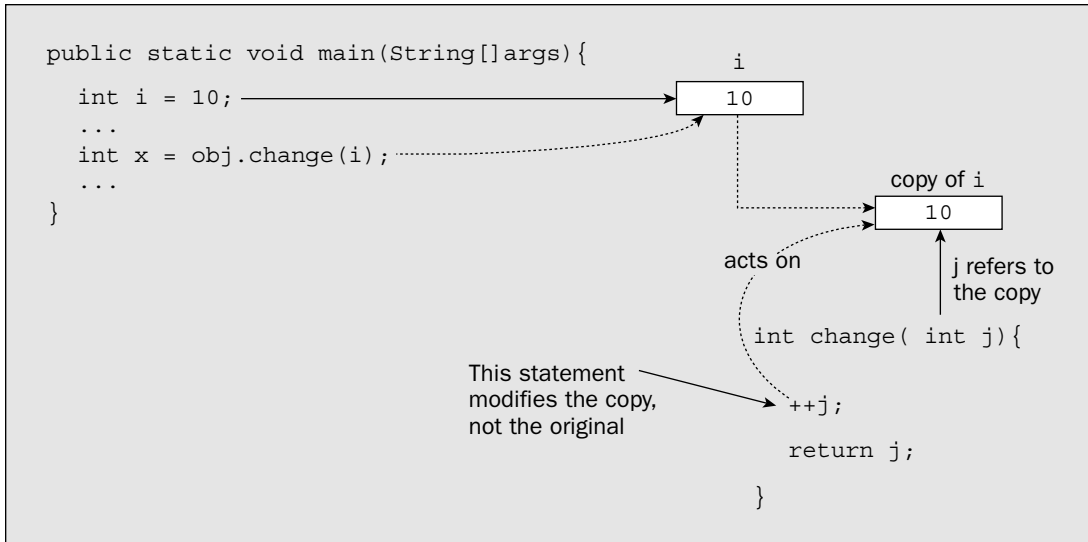 public static void main(String[]args){
i
int i = 10;
10
...
int x = obj.change(i);
...
}
copy of i
10
acts on
j refers to
the copy
int change( int j){
This statement
modifies the copy,
not the original
++j;
return j;
}